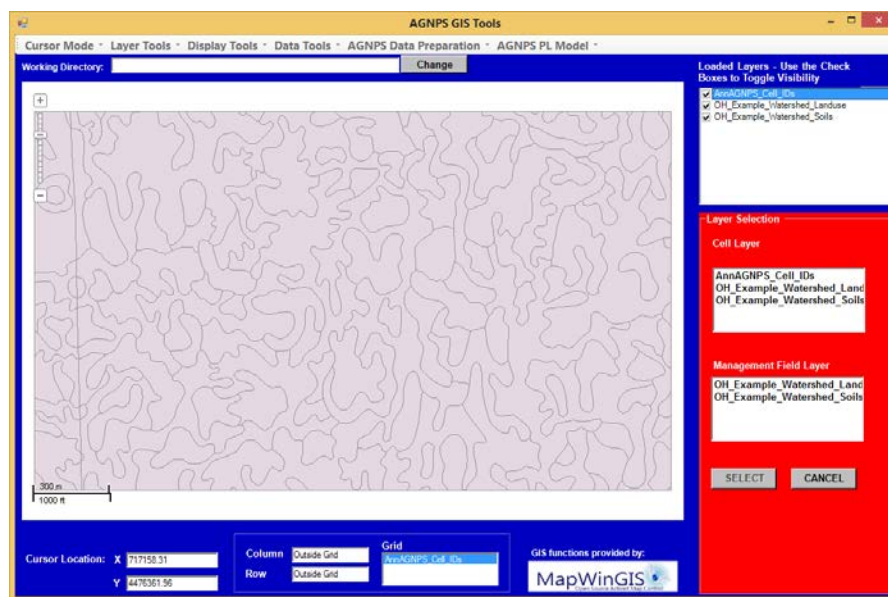 AGNPS GIS Tools
Cursor Mode Layer Tools Display Tools Data Tools AGNPS Data Preparation AGNPS PL Model
Working Directory:
Change
Loaded Layers - Use the Check
Boxes to Toggle Visibility
AnnAGNPS_Cell_IDs
OH_Example_Watershed_Landuse
OH_Example_Watershed_Soils
Layer Selection
Cell Layer
AnnAGNPS_Cell_IDs
OH_Example_Watershed_Land
OH_Example_Watershed_Soils
Management Field Layer
OH_Example_Watershed_Land
OH_Example_Watershed_Soils
SELECT CANCEL
300 m
1000 ft
Cursor Location: X 717158.31
Y 4476361.96
Column Outside Grid
Row Outside Grid
Grid
AnnAGNPS_Cell_IDs
GIS functions provided by:
MapWinGIS